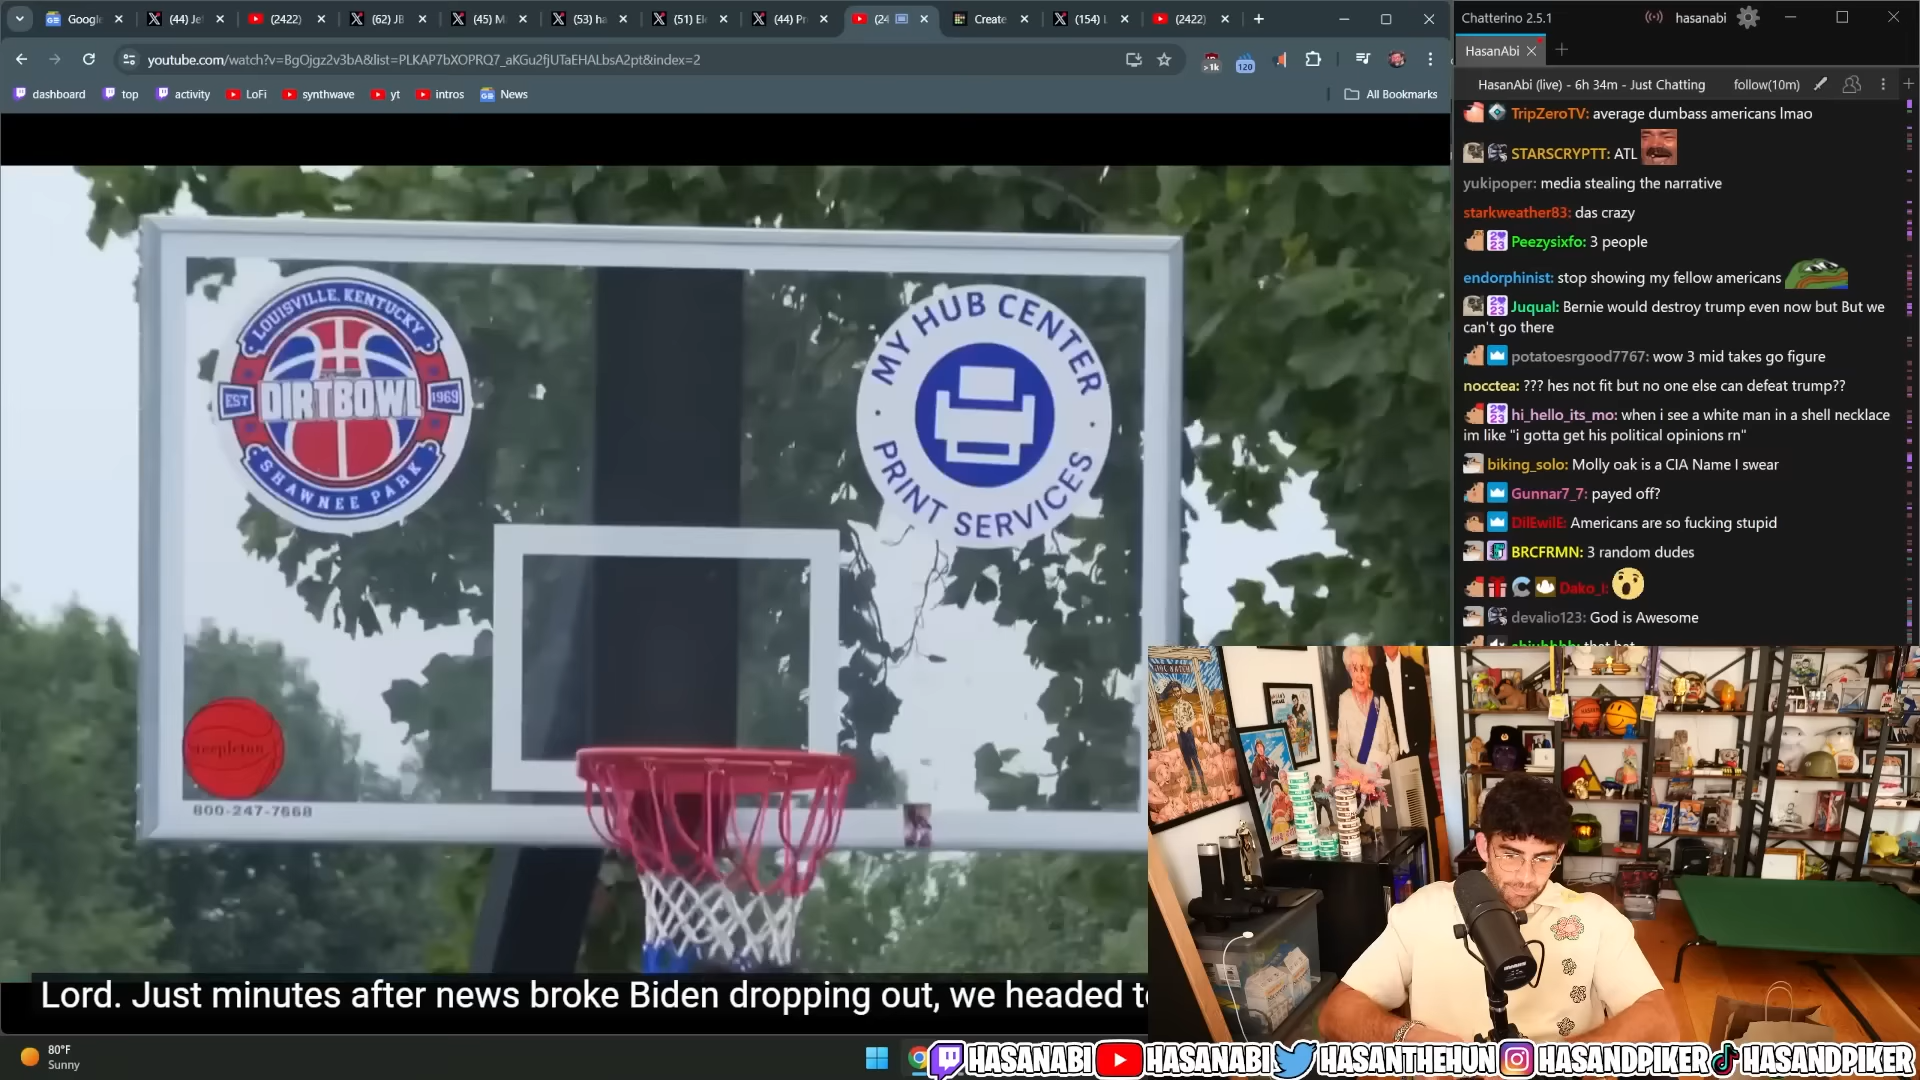 Google
(44) Je
(2422)
(62) JB
(45) M
(53) ha
(51) Ele
(44) Pr
(24
Create
(154)
(2422)
youtube.com/watch?v=BgOjgz2v3bA&list=PLKAP7bXOPRQ7_aKGu2fjUTaEHALbsA2pt&index=2
>1k
120
dashboard
top
activity
LoFi
synthwave
yt
intros
News
All Bookmarks
LOUISVILLE, KENTUCKY
EST
DIRTBOWL
1969
SHAWNEE PARK
MY HUB CENTER
PRINT SERVICES
steepleton
800-247-7668
Lord. Just minutes after news broke Biden dropping out, we headed
80°F
Sunny
Chatterino 2.5.1
hasanabi
HasanAbi
HasanAbi (live) - 6h 34m - Just Chatting
follow(10m)
TripZeroTV: average dumbass americans lmao
STARSCRYPTT: ATL
yukipoper: media stealing the narrative
starkweather83: das crazy
Peezysixfo: 3 people
endorphinist: stop showing my fellow americans
Juqual: Bernie would destroy trump even now but But we
can't go there
potatoesrgood7767: wow 3 mid takes go figure
nocctea: ??? hes not fit but no one else can defeat trump??
hi_hello_its_mo: when i see a white man in a shell necklace
im like "i gotta get his political opinions rn"
biking_solo: Molly oak is a CIA Name I swear
Gunnar7_7: payed off?
DilEwilE: Americans are so fucking stupid
BRCFRMN: 3 random dudes
Dako_i:
devalio123: God is Awesome
HASANABI
HASANABI
HASANTHEHUN
HASANDPIKER
HASANDPIKER